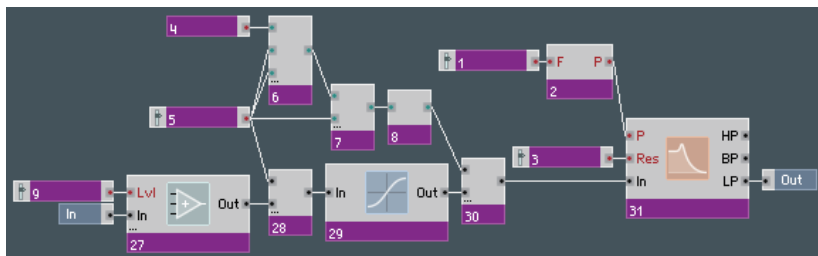 4
1
F P
6
2
5
7
8
P HP
3
Res BP
9
Lvl
In LP Out
In Out
In
Out
In
28
30
31
27
29